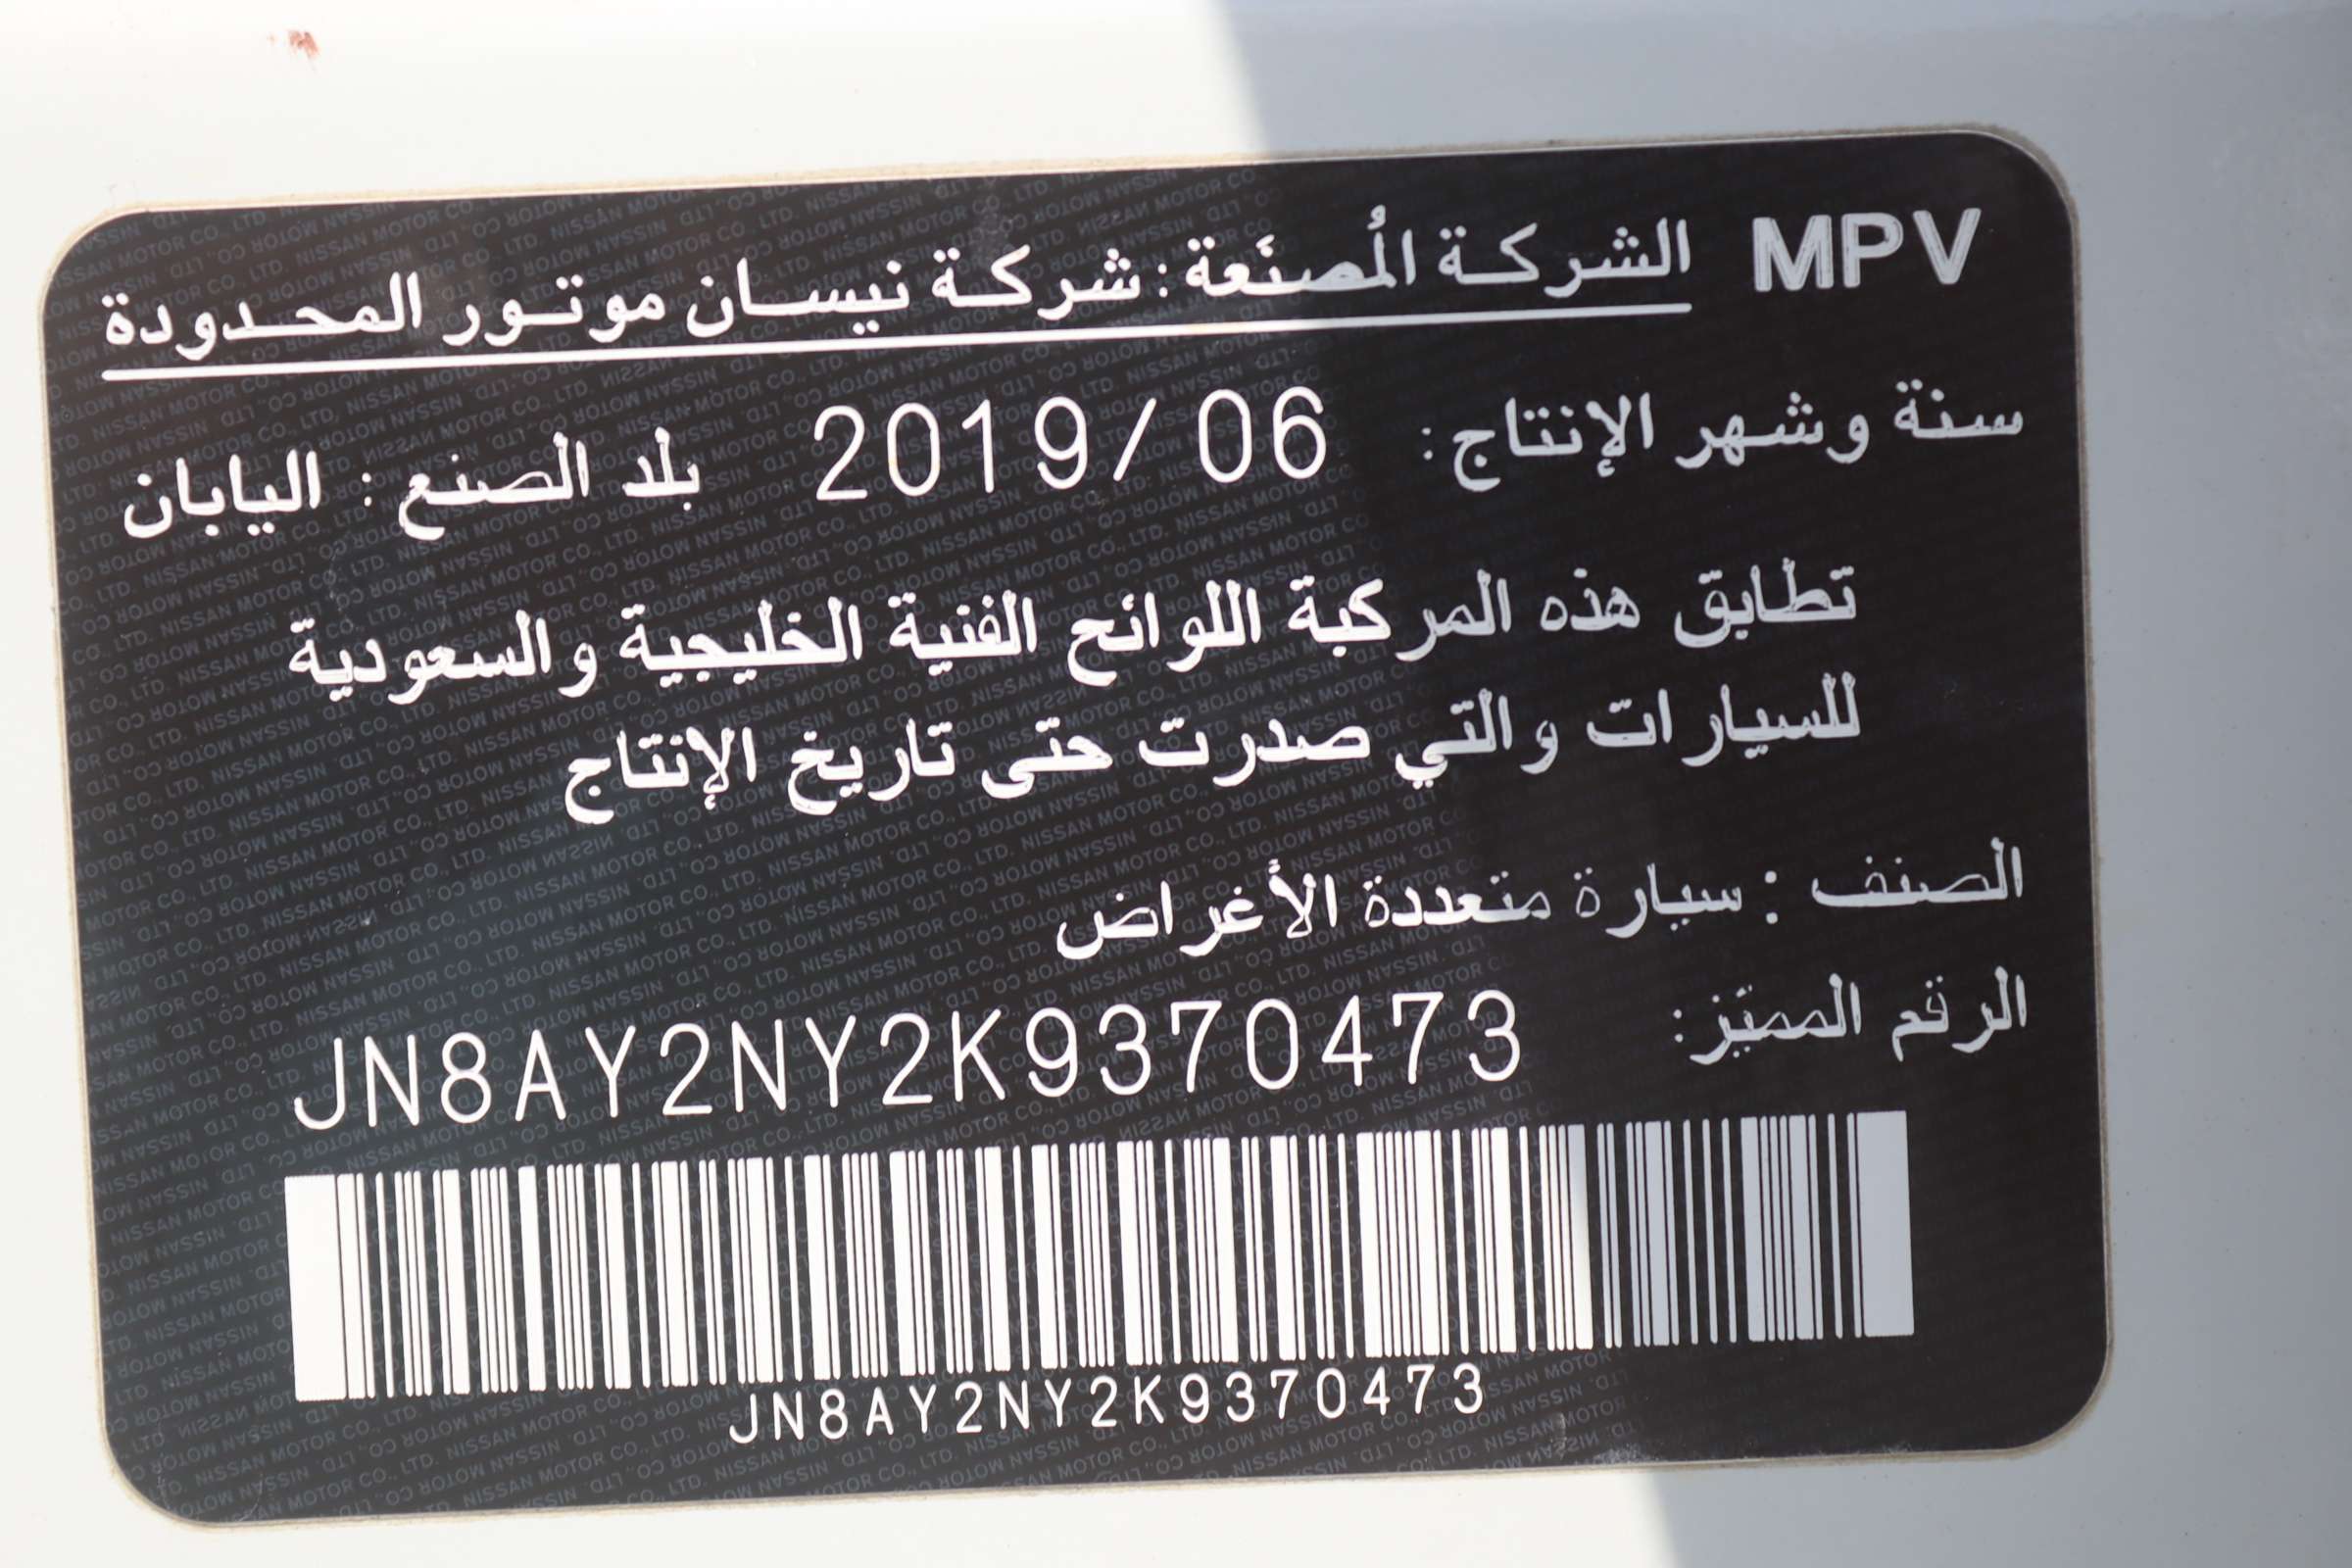 MPV الشركة المُصنَعة: شركة نيسان موتور المحدودة
سنة وشهر الإنتاج: 2019/06 بلد الصنع : اليابان
تطابق هذه المركبة اللوائح الفنية الخليجية والسعودية
للسيارات والتي صدرت حتى تاريخ الإنتاج
الصنف : سيارة متعددة الأغراض
الرقم المميّز: JN8AY2NY2K9370473
JN8AY2NY2K9370473